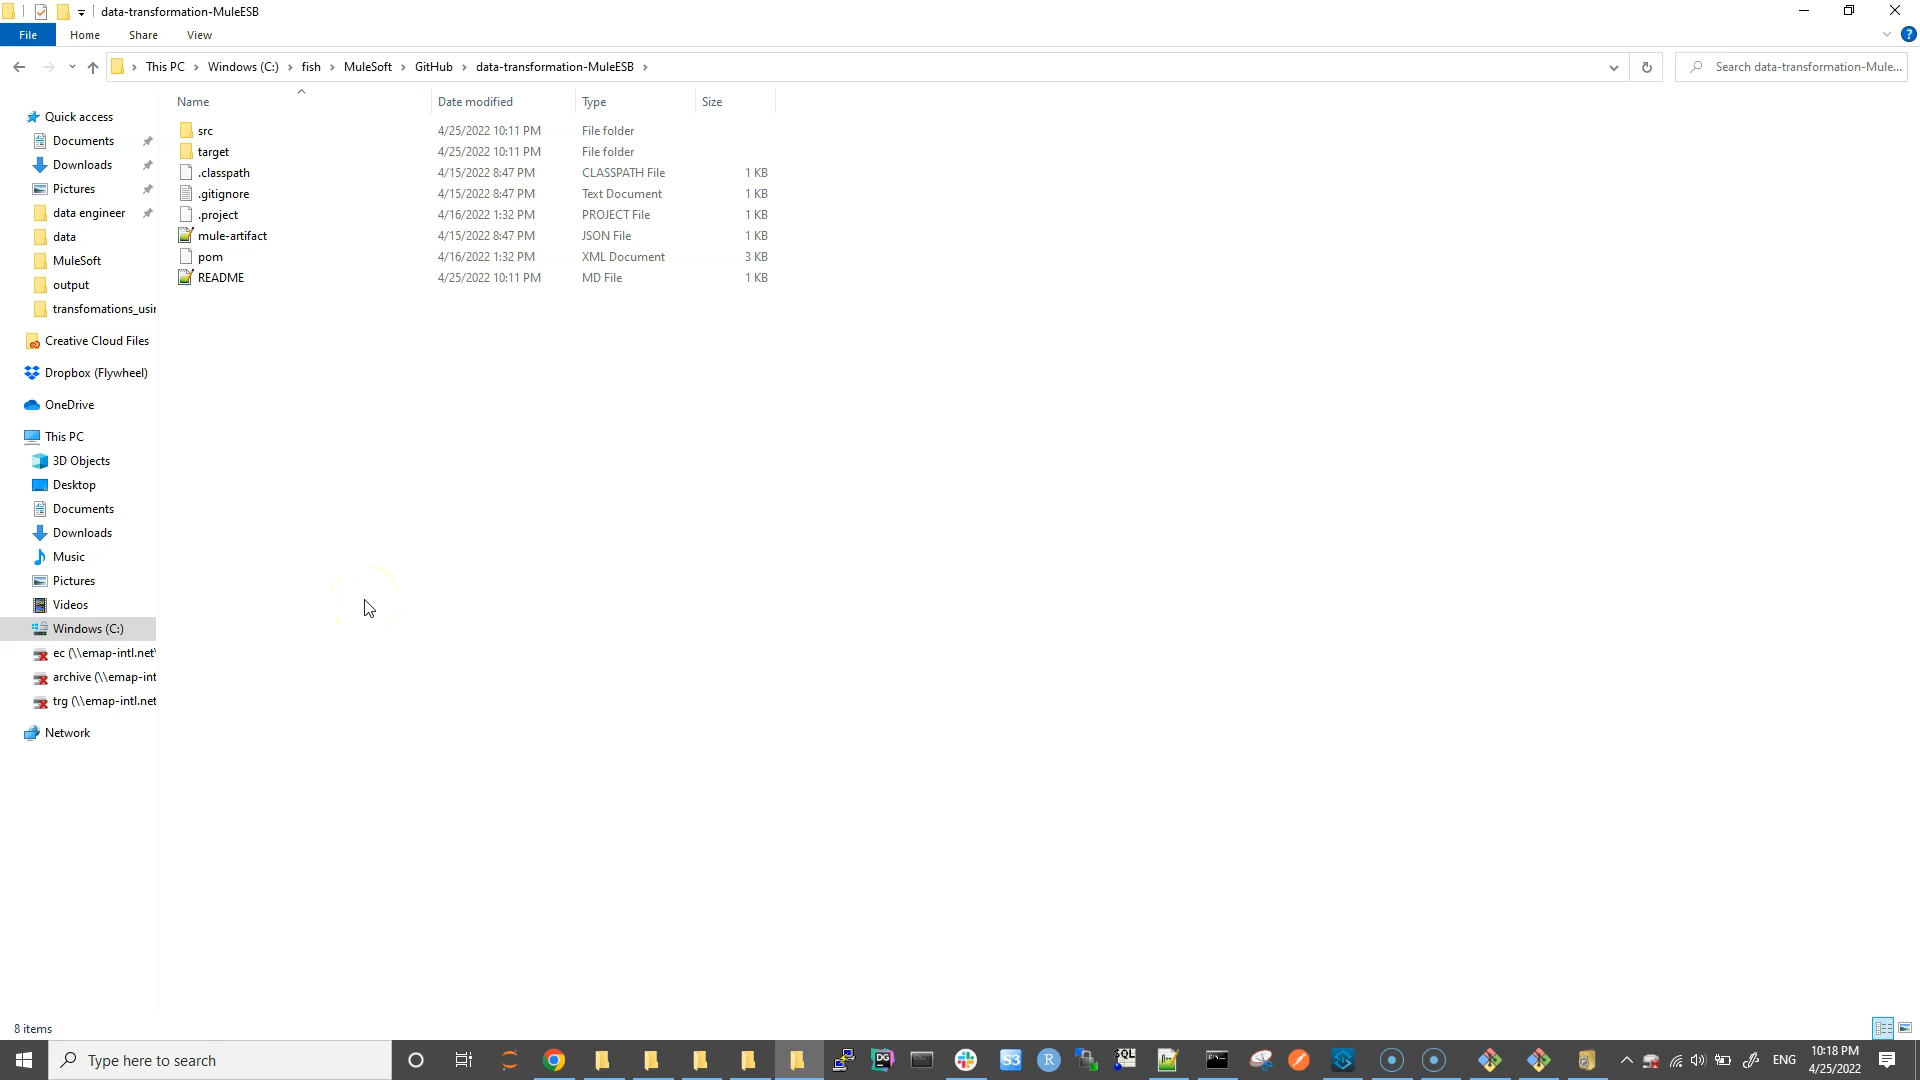 data-transformation-MuleESB
File Home Share View
This PC Windows (C:) fish MuleSoft GitHub data-transformation-MuleESB
Search data-transformation-Mule...
Name Date modified Type Size
src 4/25/2022 10:11 PM File folder
target 4/25/2022 10:11 PM File folder
.classpath 4/15/2022 8:47 PM CLASSPATH File 1 KB
.gitignore 4/15/2022 8:47 PM Text Document 1 KB
.project 4/16/2022 1:32 PM PROJECT File 1 KB
mule-artifact 4/15/2022 8:47 PM JSON File 1 KB
pom 4/16/2022 1:32 PM XML Document 3 KB
README 4/25/2022 10:11 PM MD File 1 KB
Quick access
Documents
Downloads
Pictures
data engineer
data
MuleSoft
output
transfomations_usin
Creative Cloud Files
Dropbox (Flywheel)
OneDrive
This PC
3D Objects
Desktop
Documents
Downloads
Music
Pictures
Videos
Windows (C:)
ec (\\emap-intl.net\
archive (\\emap-int
trg (\\emap-intl.net
Network
8 items
Type here to search
DG
S3
R
SQL
ENG
10:18 PM
4/25/2022